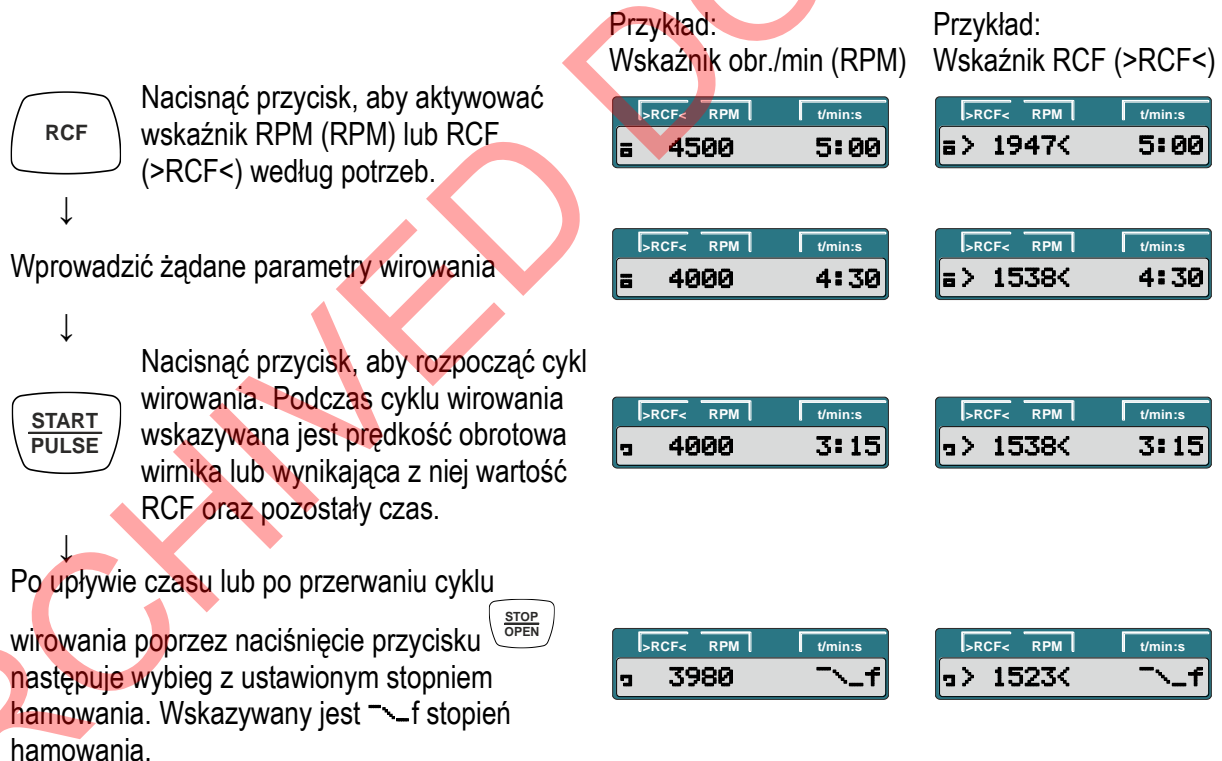 Przykład:
Wskaźnik obr./min (RPM)
Przykład:
Wskaźnik RCF (>RCF<)
RCF
Nacisnąć przycisk, aby aktywować
wskaźnik RPM (RPM) lub RCF
(>RCF<) według potrzeb.
>RCF< RPM t/min:s
4500 5:00
>RCF< RPM t/min:s
> 1947< 5:00
↓
Wprowadzić żądane parametry wirowania
>RCF< RPM t/min:s
4000 4:30
>RCF< RPM t/min:s
> 1538< 4:30
↓
START
PULSE
Nacisnąć przycisk, aby rozpocząć cykl
wirowania. Podczas cyklu wirowania
wskazywana jest prędkość obrotowa
wirnika lub wynikająca z niej wartość
RCF oraz pozostały czas.
>RCF< RPM t/min:s
4000 3:15
>RCF< RPM t/min:s
> 1538< 3:15
↓
Po upływie czasu lub po przerwaniu cyklu
wirowania poprzez naciśnięcie przycisku
STOP
OPEN
następuje wybieg z ustawionym stopniem
hamowania. Wskazywany jest f stopień
hamowania.
>RCF< RPM t/min:s
3980 f
>RCF< RPM t/min:s
> 1523< f
RCHIVED DO